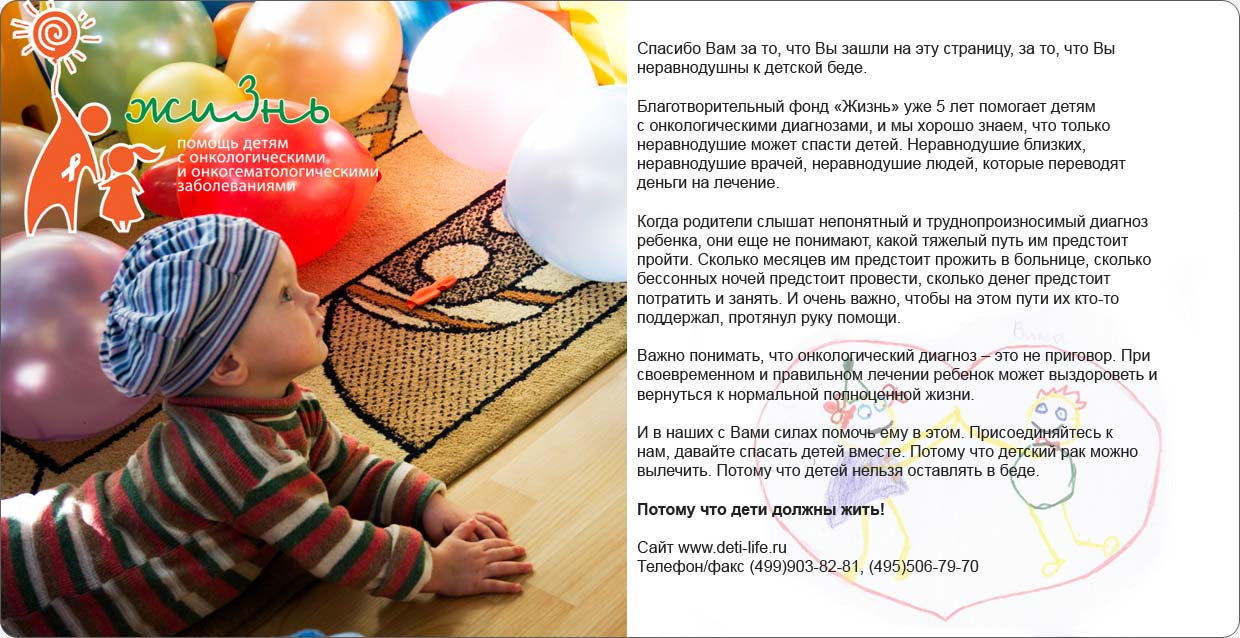 жиЗнь
помощь детям
с онкологическими
и онкогематологическими
заболеваниями
Спасибо Вам за то, что Вы зашли на эту страницу, за то, что Вы
неравнодушны к детской беде.
Благотворительный фонд «Жизнь» уже 5 лет помогает детям
с онкологическими диагнозами, и мы хорошо знаем, что только
неравнодушие может спасти детей. Неравнодушие близких,
неравнодушие врачей, неравнодушие людей, которые переводят
деньги на лечение.
Когда родители слышат непонятный и труднопроизносимый диагноз
ребенка, они еще не понимают, какой тяжелый путь им предстоит
пройти. Сколько месяцев им предстоит прожить в больнице, сколько
бессонных ночей предстоит провести, сколько денег предстоит
потратить и занять. И очень важно, чтобы на этом пути их кто-то
поддержал, протянул руку помощи.
Важно понимать, что онкологический диагноз – это не приговор. При
своевременном и правильном лечении ребенок может выздороветь и
вернуться к нормальной полноценной жизни.
И в наших с Вами силах помочь ему в этом. Присоединяйтесь к
нам, давайте спасать детей вместе. Потому что детский рак можно
вылечить. Потому что детей нельзя оставлять в беде.
Потому что дети должны жить!
Сайт www.deti-life.ru
Телефон/факс (499)903-82-81, (495)506-79-70